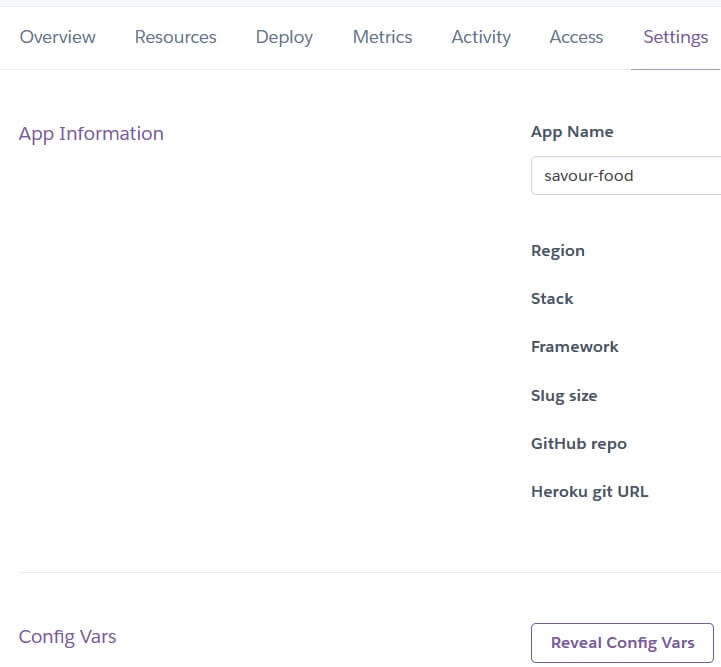 Overview Resources Deploy Metrics Activity Access Settings
App Information
App Name
savour-food
Region
Stack
Framework
Slug size
GitHub repo
Heroku git URL
Config Vars
Reveal Config Vars